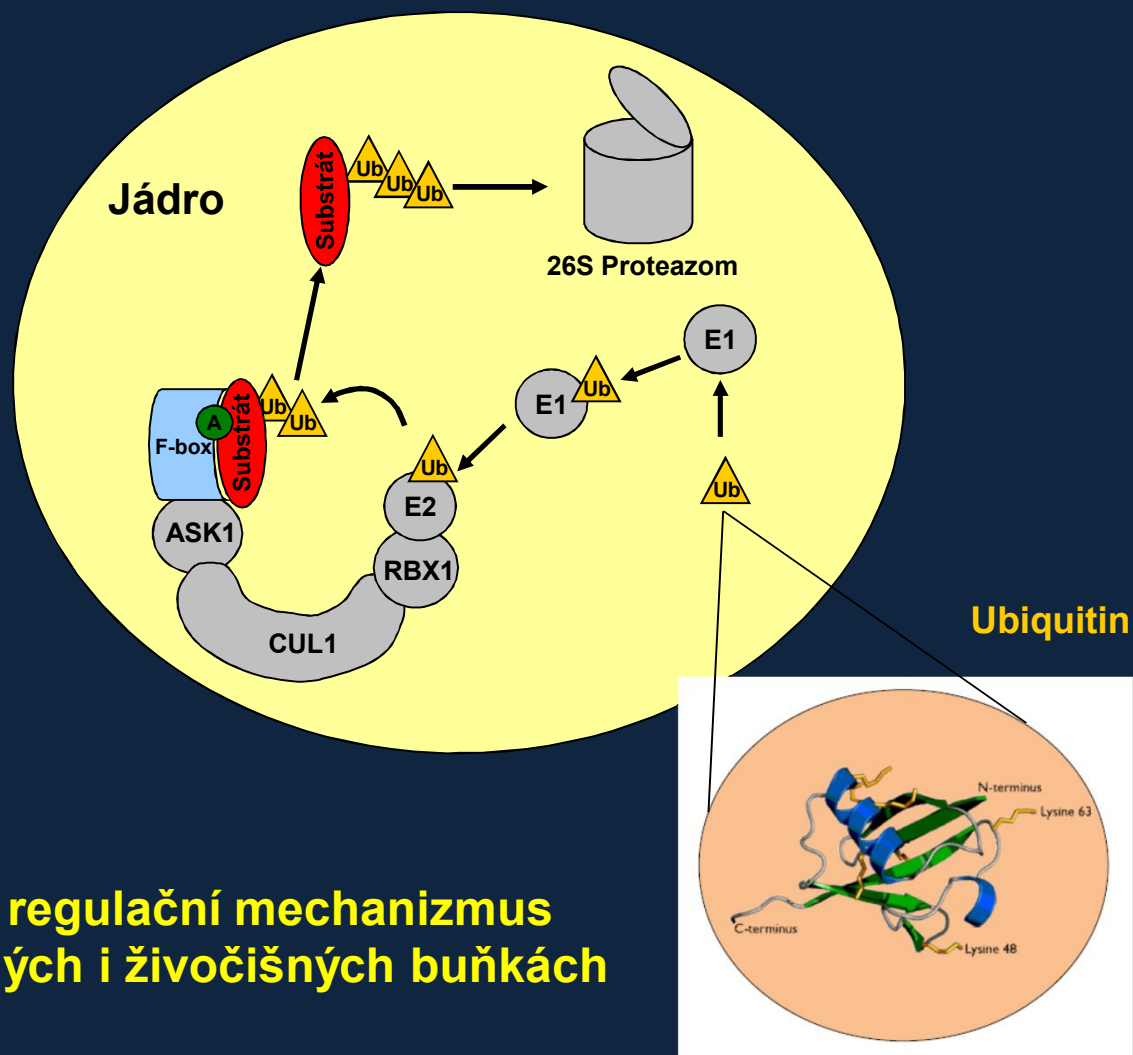 Jádro
Substrát
Ub
Ub
Ub
26S Proteazom
E1
E1
Ub
Ub
Ub
Ub
Substrát
A
F-box
Ub
E2
ASK1
RBX1
CUL1
Ubiquitin
N-terminus
Lysine 63
C-terminus
Lysine 48
regulační mechanizmus
ých i živočišných buňkách